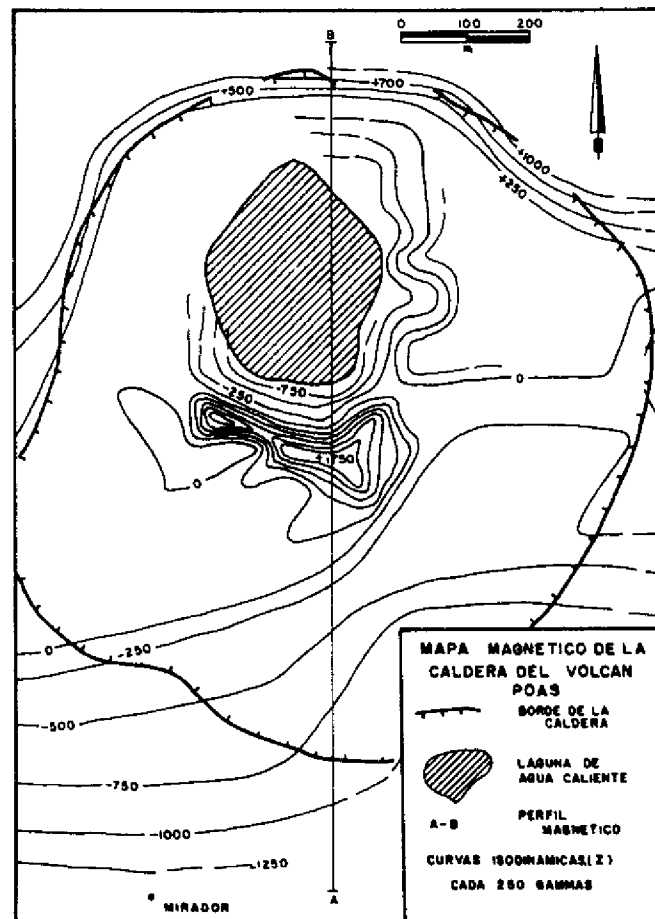 B
0 100 200
m
+500
+700
+1000
+250
-250
-750
0
+1750
0
0
-250
-500
-750
-1000
-1250
A
MIRADOR
MAPA MAGNETICO DE LA
CALDERA DEL VOLCAN
POAS
BORDE DE LA
CALDERA
LAGUNA DE
AGUA CALIENTE
A-B
PERFIL
MAGNETICO
CURVAS ISODINAMICAS.(Z)
CADA 250 GAMMAS